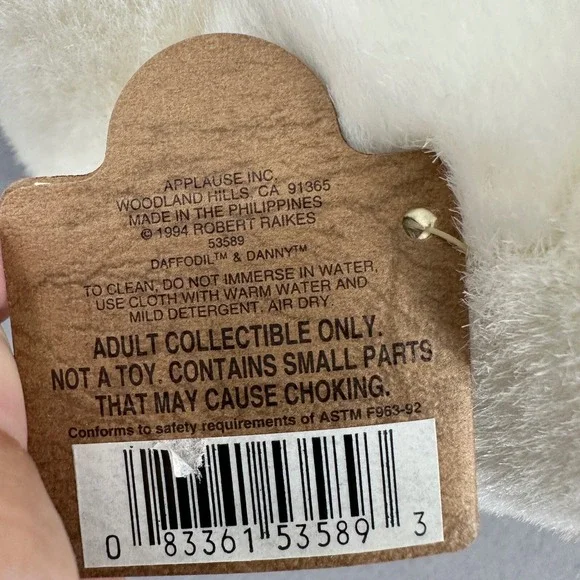 APPLAUSE INC.
WOODLAND HILLS, CA 91365
MADE IN THE PHILIPPINES
© 1994 ROBERT RAIKES
53589
DAFFODIL™ & DANNY™
TO CLEAN, DO NOT IMMERSE IN WATER,
USE CLOTH WITH WARM WATER AND
MILD DETERGENT. AIR DRY.
ADULT COLLECTIBLE ONLY.
NOT A TOY. CONTAINS SMALL PARTS
THAT MAY CAUSE CHOKING.
Conforms to safety requirements of ASTM F963-92
0 83361 53589 3